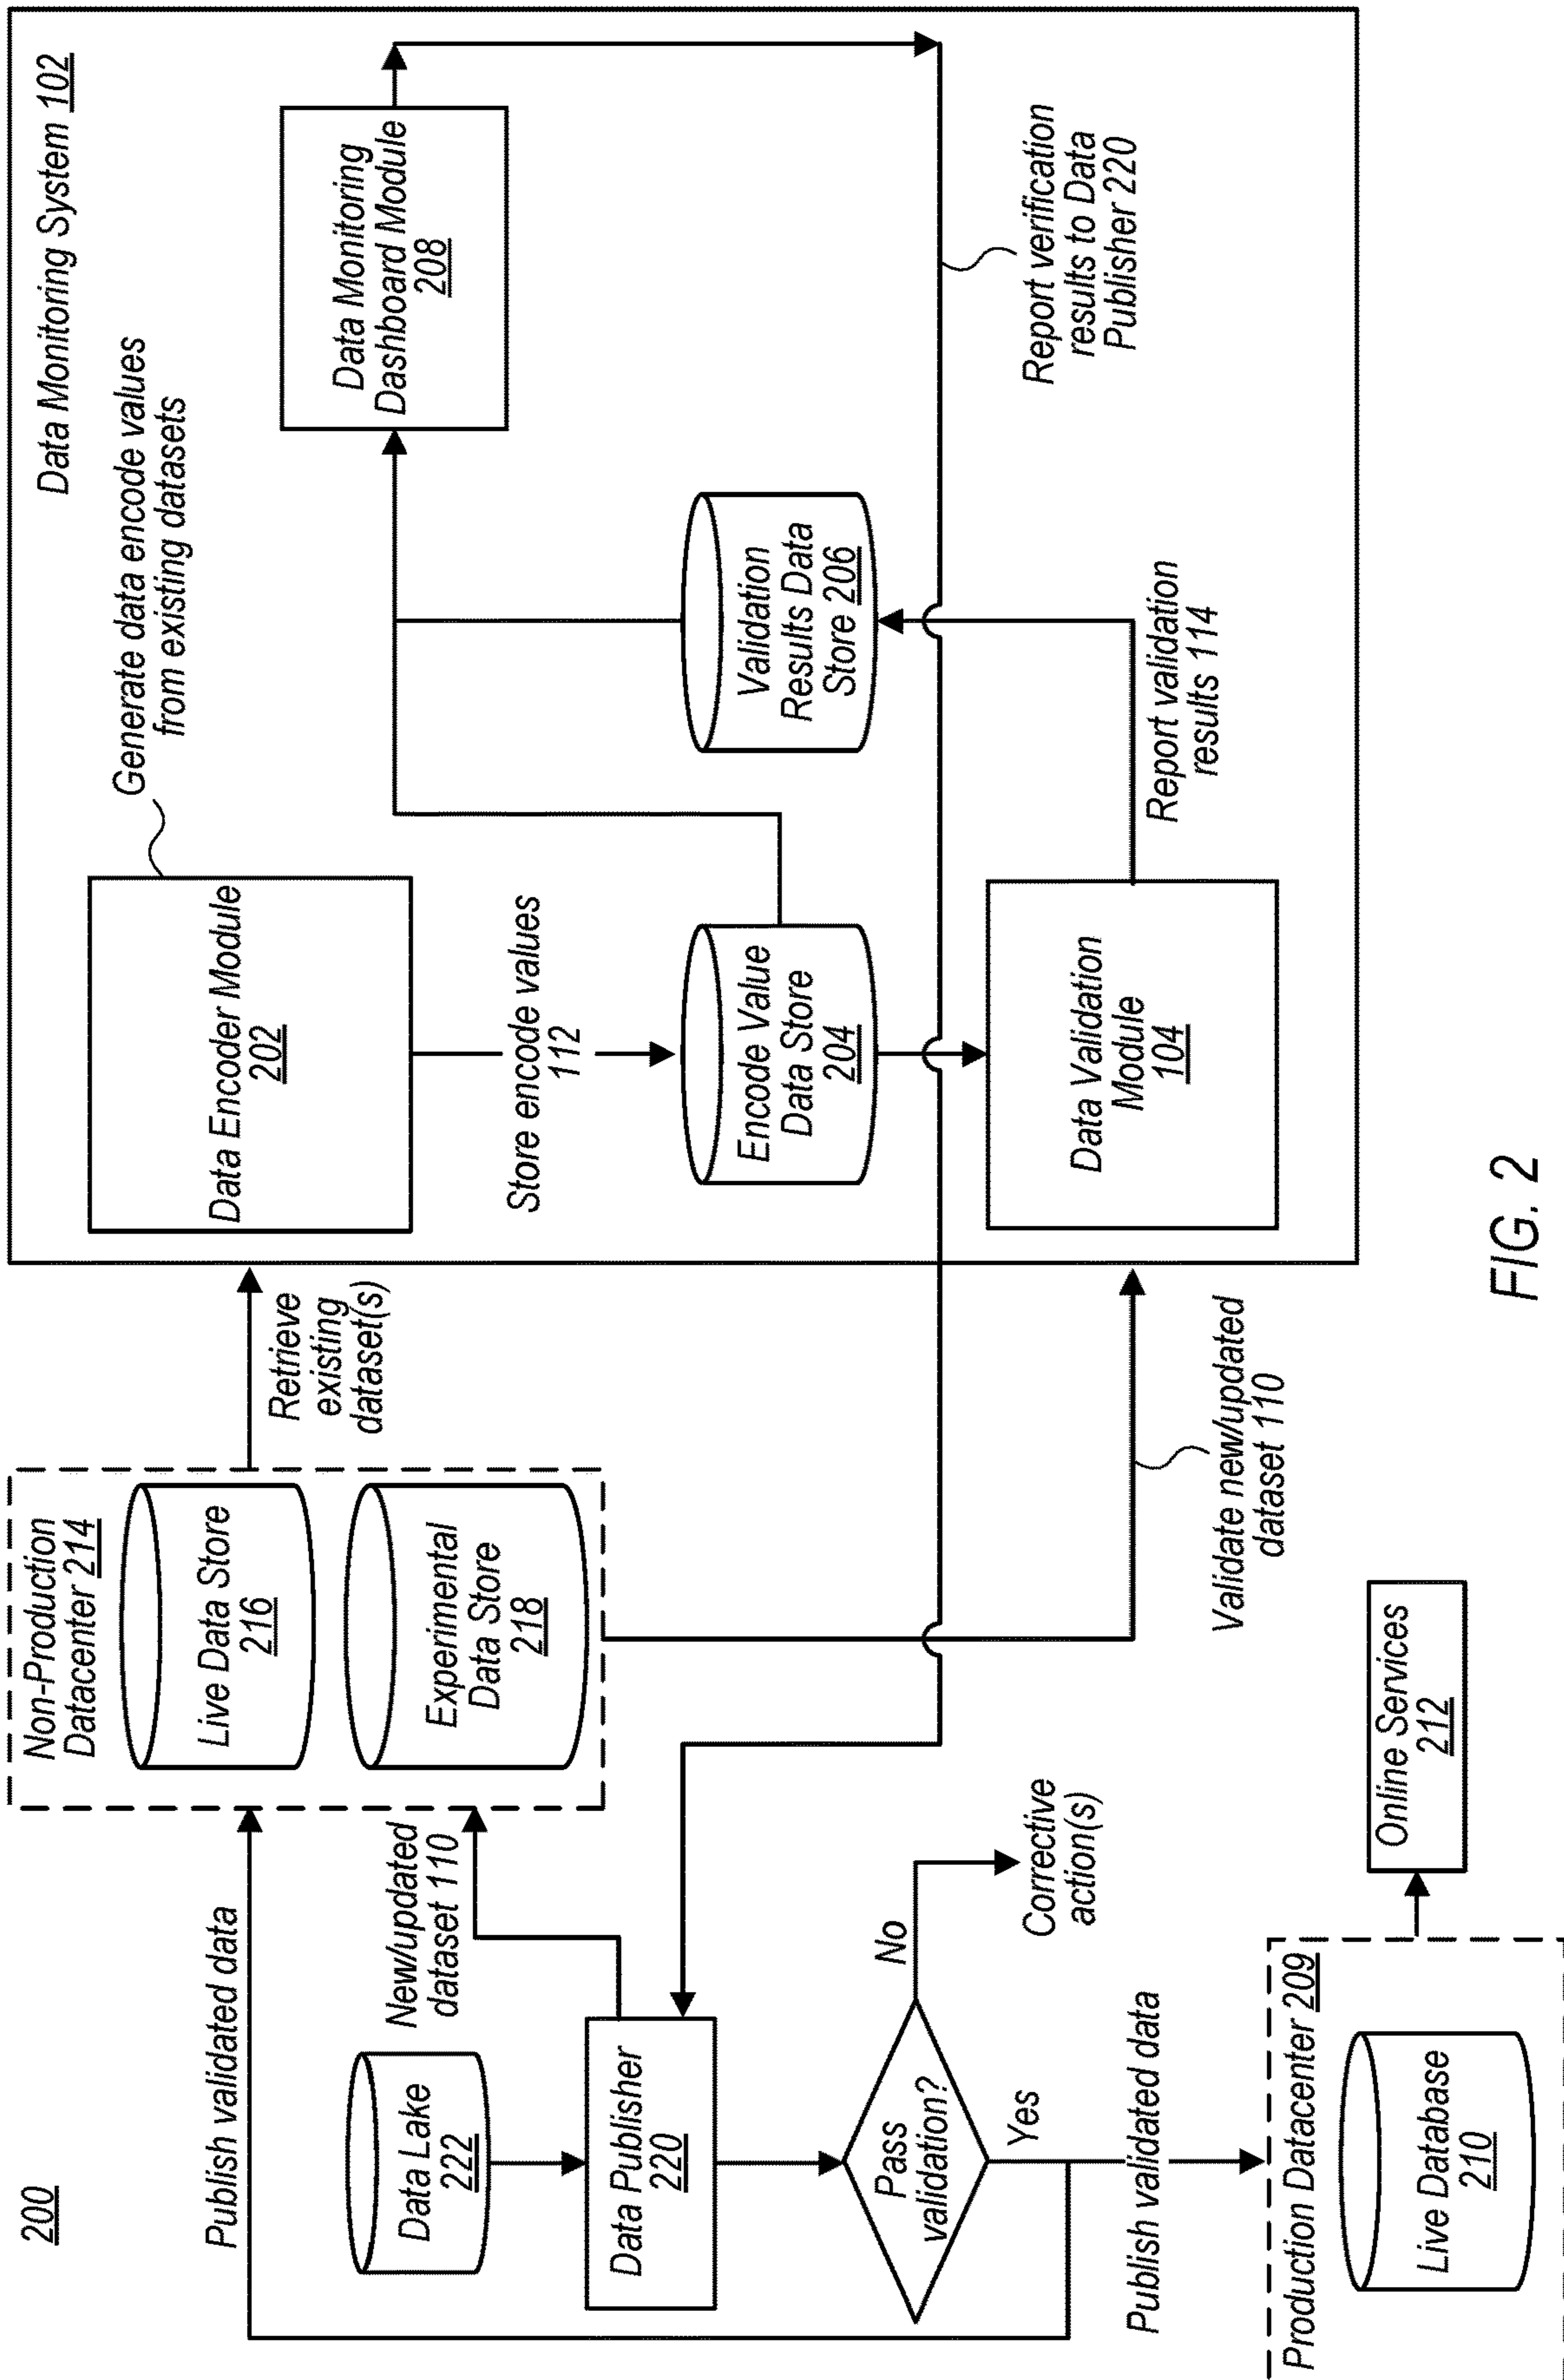 200
Publish validated data
Data Lake
222
New/updated
dataset 110
Data Publisher
220
Pass
validation?
No
Yes
Corrective
action(s)
Publish validated data
Production Datacenter 209
Live Database
210
Online Services
212
Non-Production
Datacenter 214
Live Data Store
216
Experimental
Data Store
218
Retrieve
existing
dataset(s)
Validate new/updated
dataset 110
Data Monitoring System 102
Generate data encode values
from existing datasets
Data Encoder Module
202
Store encode values
112
Encode Value
Data Store
204
Data Validation
Module
104
Validation
Results Data
Store 206
Report validation
results 114
Data Monitoring
Dashboard Module
208
Report verification
results to Data
Publisher 220
FIG. 2